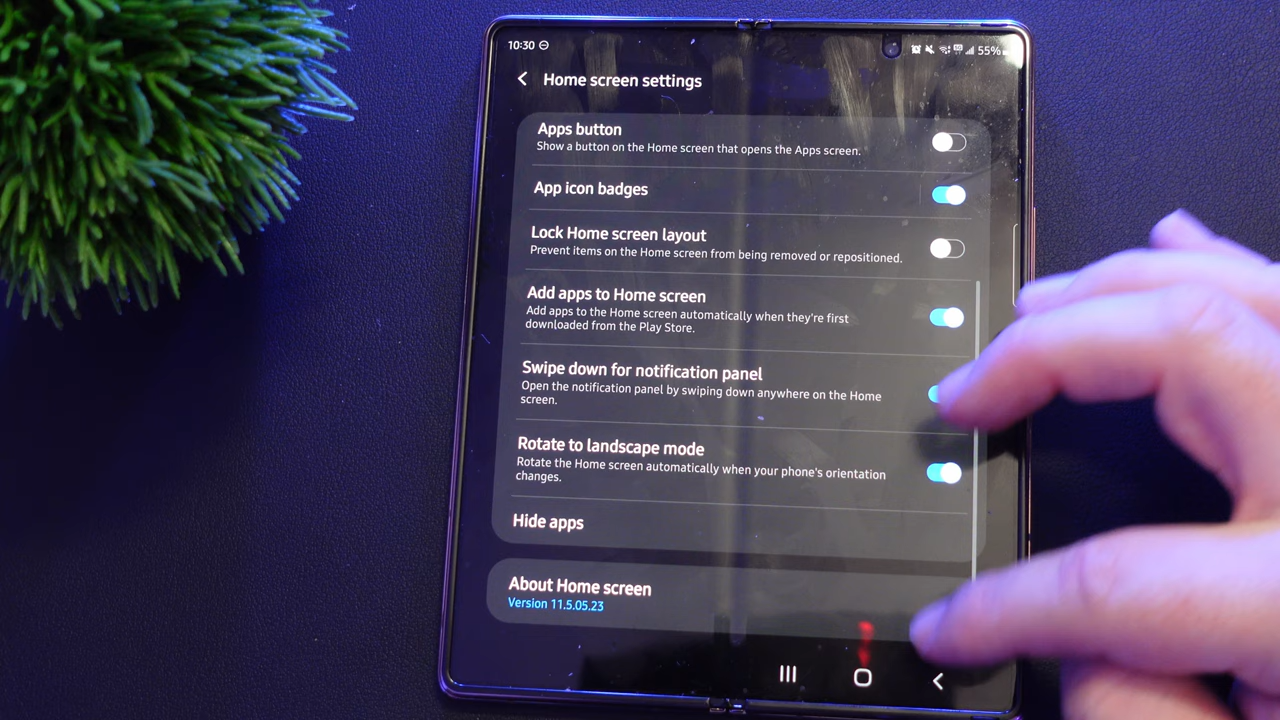 10:30
55%
Home screen settings
Apps button
Show a button on the Home screen that opens the Apps screen.
App icon badges
Lock Home screen layout
Prevent items on the Home screen from being removed or repositioned.
Add apps to Home screen
Add apps to the Home screen automatically when they're first
downloaded from the Play Store.
Swipe down for notification panel
Open the notification panel by swiping down anywhere on the Home
screen.
Rotate to landscape mode
Rotate the Home screen automatically when your phone's orientation
changes.
Hide apps
About Home screen
Version 11.5.05.23